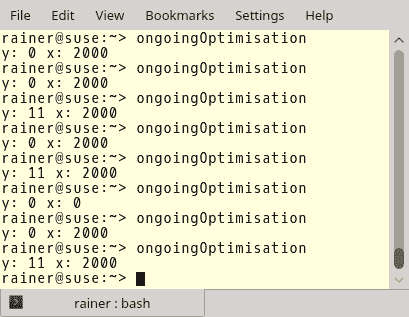 File Edit View Bookmarks Settings Help
rainer@suse:~> ongoingOptimisation
y: 0 x: 2000
rainer@suse:~> ongoingOptimisation
y: 0 x: 2000
rainer@suse:~> ongoingOptimisation
y: 11 x: 2000
rainer@suse:~> ongoingOptimisation
y: 0 x: 2000
rainer@suse:~> ongoingOptimisation
y: 11 x: 2000
rainer@suse:~> ongoingOptimisation
y: 0 x: 0
rainer@suse:~> ongoingOptimisation
y: 0 x: 2000
rainer@suse:~> ongoingOptimisation
y: 11 x: 2000
rainer@suse:~>
rainer : bash